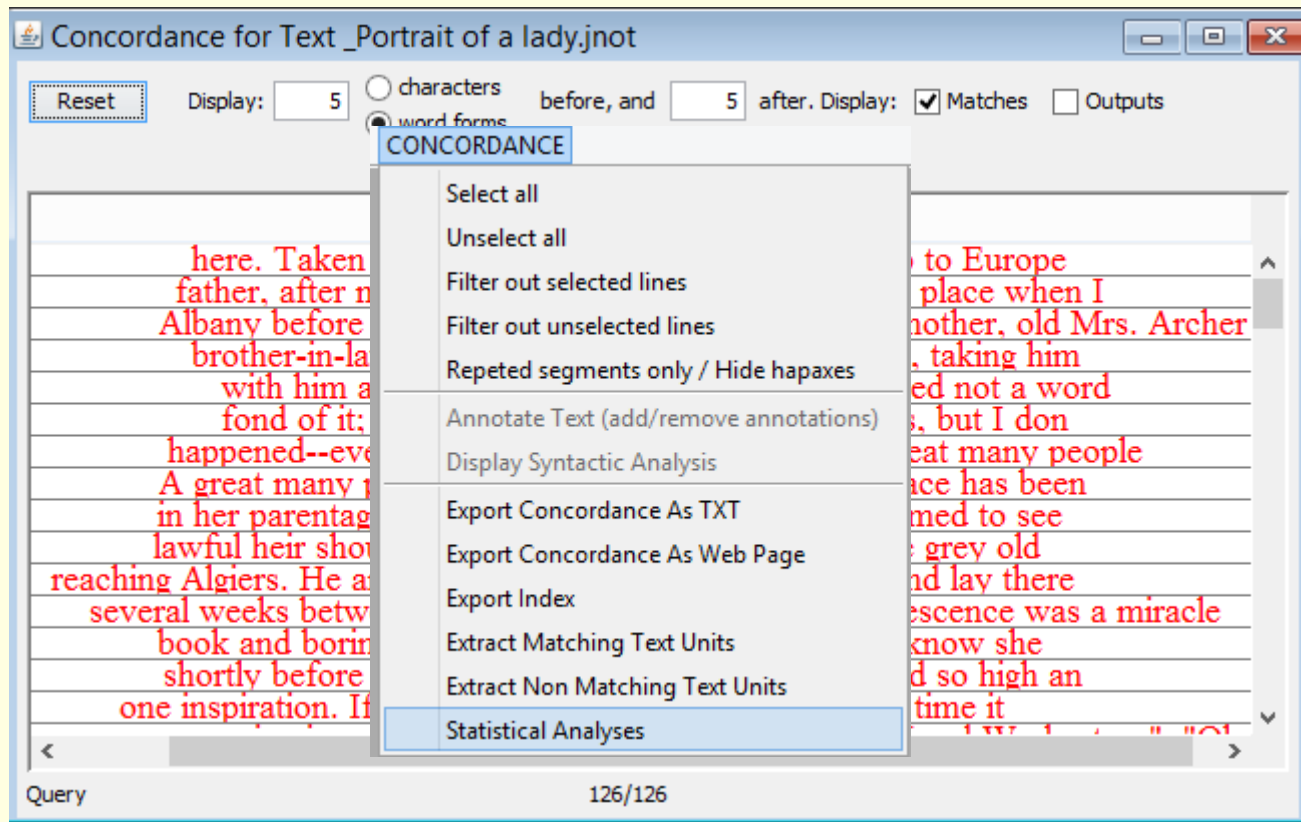 Concordance for Text _Portrait of a lady.jnot
Reset Display: 5 characters before, and 5 after. Display: Matches Outputs
word forms
CONCORDANCE
Select all
Unselect all
Filter out selected lines
Filter out unselected lines
Repeted segments only / Hide hapaxes
Annotate Text (add/remove annotations)
Display Syntactic Analysis
Export Concordance As TXT
Export Concordance As Web Page
Export Index
Extract Matching Text Units
Extract Non Matching Text Units
Statistical Analyses
here. Taken to Europe
father, after place when I
Albany before old Mrs. Archer
brother-in- , taking him
with him not a word
fond of it; , but I don
happened-- many people
A great many has been
in her to see
lawful heir grey old
reaching Algiers. He lay there
several weeks was a miracle
book and know she
shortly before so high an
one inspiration. If time it
Query 126/126